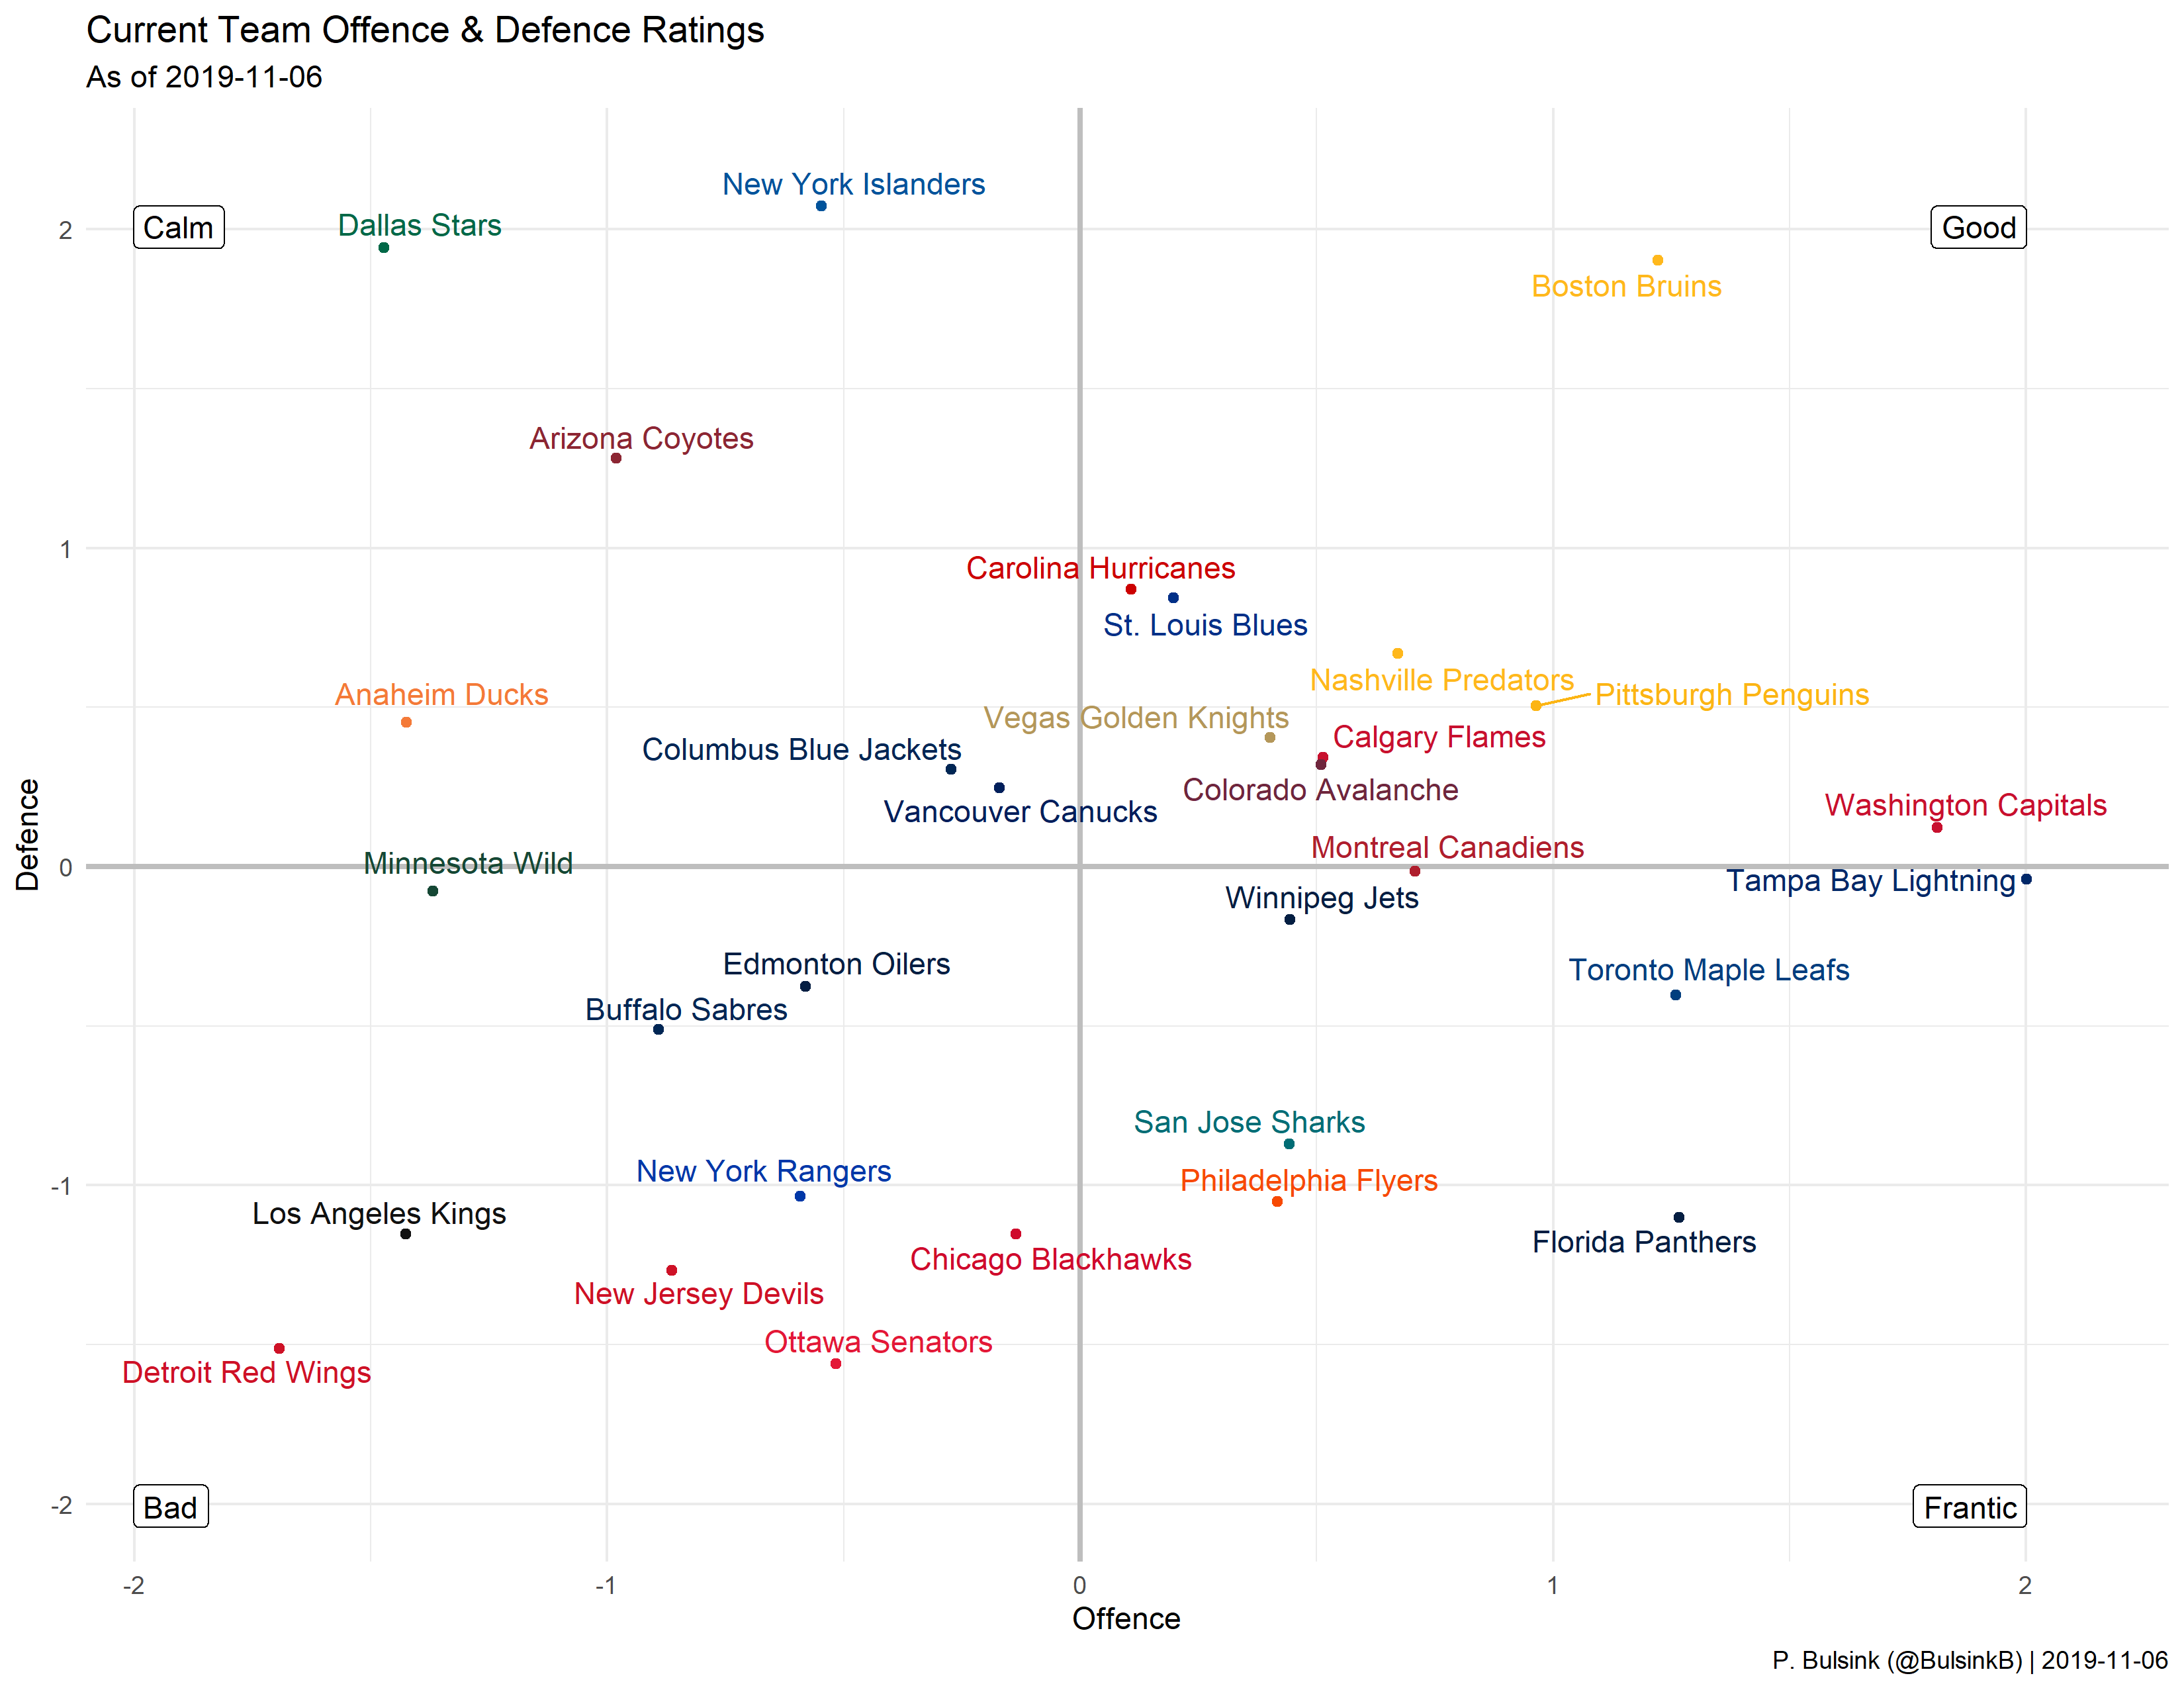 Current Team Offence & Defence Ratings
As of 2019-11-06
New York Islanders
Calm
Dallas Stars
Good
2
Boston Bruins
Arizona Coyotes
1
Carolina Hurricanes
St. Louis Blues
Nashville Predators
Anaheim Ducks
Pittsburgh Penguins
Vegas Golden Knights
Calgary Flames
Columbus Blue Jackets
Colorado Avalanche
Washington Capitals
Vancouver Canucks
Defence
Montreal Canadiens
Minnesota Wild
0
Tampa Bay Lightning
Winnipeg Jets
Edmonton Oilers
Toronto Maple Leafs
Buffalo Sabres
San Jose Sharks
New York Rangers
Philadelphia Flyers
-1
Los Angeles Kings
Florida Panthers
Chicago Blackhawks
New Jersey Devils
Ottawa Senators
Detroit Red Wings
-2
Bad
Frantic
-2
-1
0
1
2
Offence
P. Bulsink (@BulsinkB) | 2019-11-06